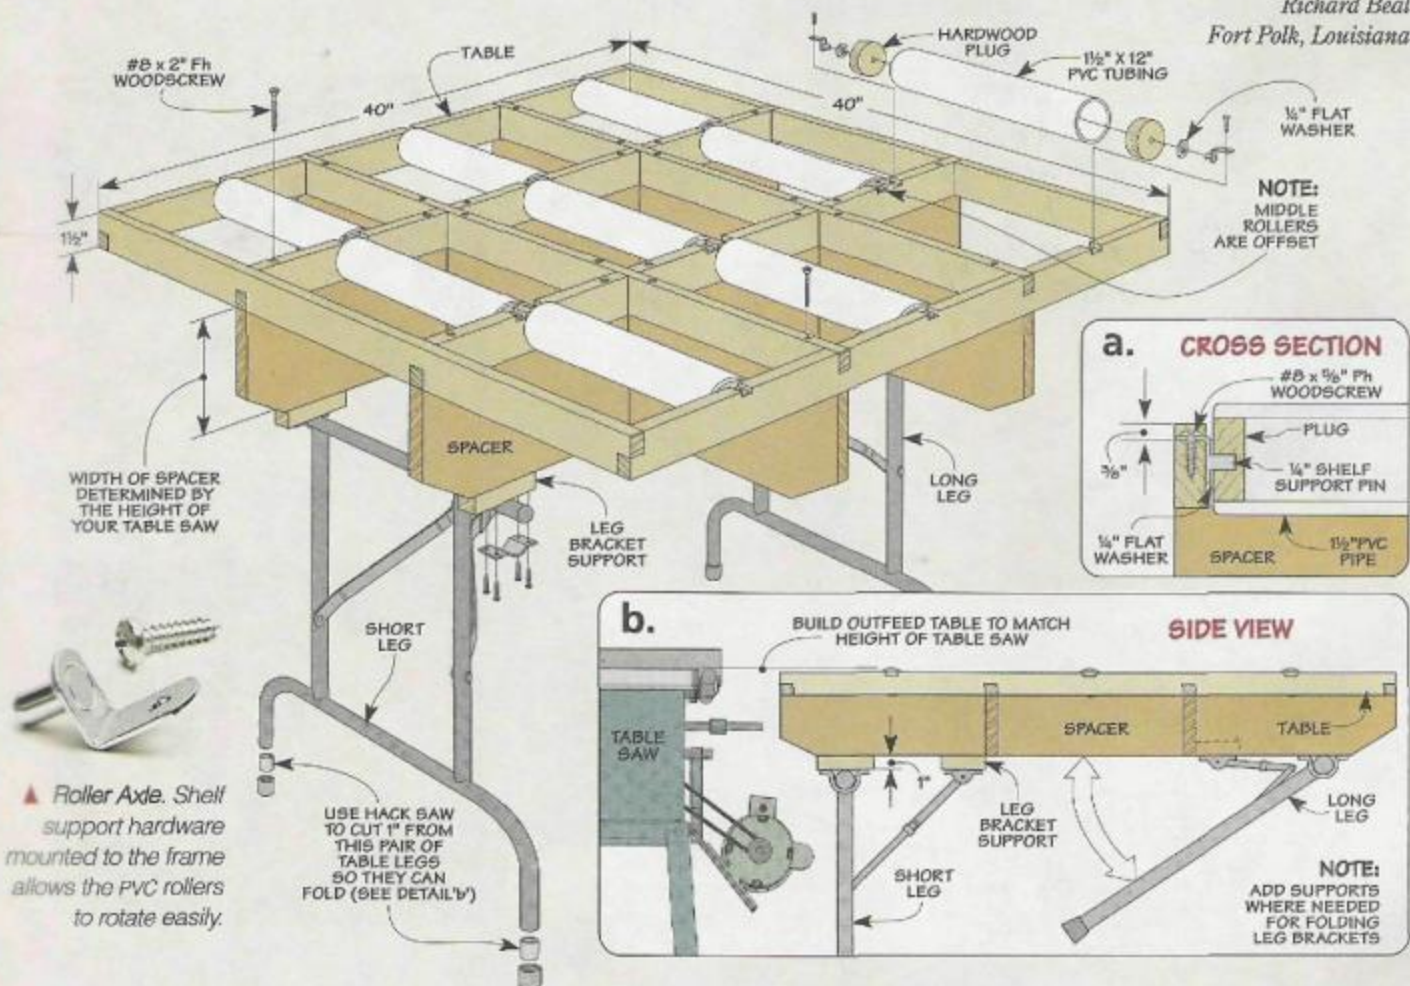 Richard Beal
Fort Polk, Louisiana
#8 x 2" Fh
WOODSCREW
TABLE
40"
40"
HARDWOOD
PLUG
1½" X 12"
PVC TUBING
¼" FLAT
WASHER
NOTE:
MIDDLE
ROLLERS
ARE OFFSET
1½"
WIDTH OF SPACER
DETERMINED BY
THE HEIGHT OF
YOUR TABLE SAW
SPACER
LEG
BRACKET
SUPPORT
LONG
LEG
SHORT
LEG
USE HACK SAW
TO CUT 1" FROM
THIS PAIR OF
TABLE LEGS
SO THEY CAN
FOLD (SEE DETAIL 'b')
▲ Roller Axle. Shelf
support hardware
mounted to the frame
allows the PVC rollers
to rotate easily.
a. CROSS SECTION
#8 x ⅝" Ph
WOODSCREW
PLUG
⅜"
¼" SHELF
SUPPORT PIN
¼" FLAT
WASHER
SPACER
1½" PVC
PIPE
b. SIDE VIEW
BUILD OUTFEED TABLE TO MATCH
HEIGHT OF TABLE SAW
TABLE
SAW
SPACER
TABLE
1"
LEG
BRACKET
SUPPORT
SHORT
LEG
LONG
LEG
NOTE:
ADD SUPPORTS
WHERE NEEDED
FOR FOLDING
LEG BRACKETS